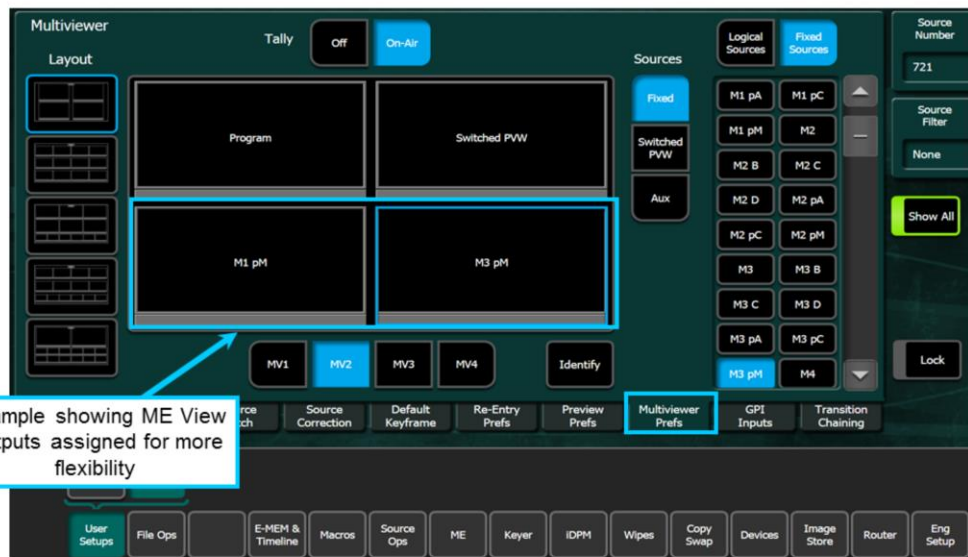 Multiviewer
Tally
Off
On-Air
Logical
Sources
Fixed
Sources
Source
Number
721
Layout
Sources
Program
Switched PVW
M1 pM
M3 pM
Fixed
Switched
PVW
Aux
M1 pA
M1 pC
M1 pM
M2
M2 B
M2 C
M2 D
M2 pA
M2 pC
M2 pM
M3
M3 B
M3 C
M3 D
M3 pA
M3 pC
M3 pM
M4
Source
Filter
None
Show All
Lock
MV1
MV2
MV3
MV4
Identify
Source
Correction
Default
Keyframe
Re-Entry
Prefs
Preview
Prefs
Multiviewer
Prefs
GPI
Inputs
Transition
Chaining
showing ME View
assigned for more
flexibility
User
Setups
File Ops
E-MEM &
Timeline
Macros
Source
Ops
ME
Keyer
iDPM
Wipes
Copy
Swap
Devices
Image
Store
Router
Eng
Setup